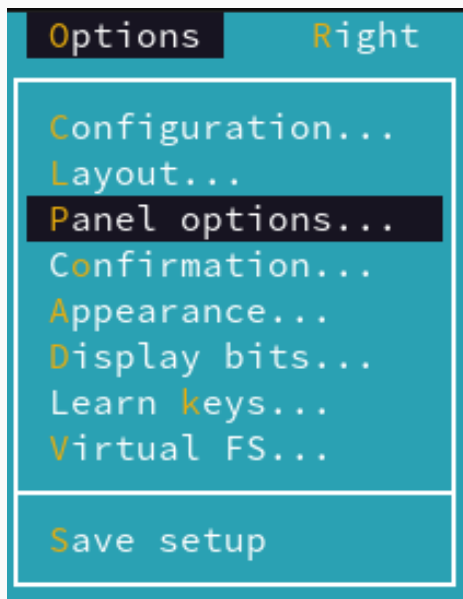 Options Right
Configuration...
Layout...
Panel options...
Confirmation...
Appearance...
Display bits...
Learn keys...
Virtual FS...
Save setup